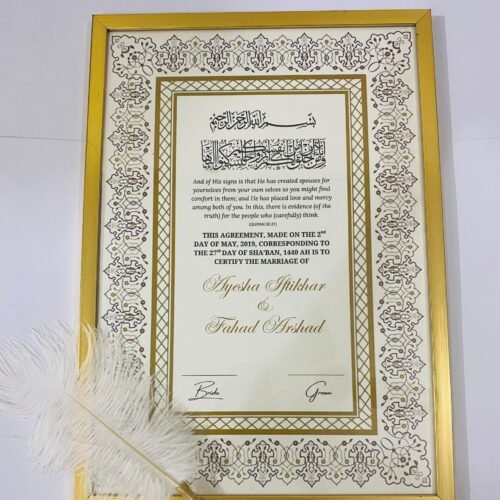 بسم الله الرحمن الرحيم
And of His signs is that He has created spouses for
yourselves from your own selves so you might find
comfort in them; and He has placed love and mercy
among both of you. In this, there is evidence (of the
truth) for the people who (carefully) think.
(QURAN 30:21)
THIS AGREEMENT, MADE ON THE 2nd
DAY OF MAY, 2019, CORRESPONDING TO
THE 27th DAY OF SHA'BAN, 1440 AH IS TO
CERTIFY THE MARRIAGE OF
Ayesha Iftikhar
&
Fahad Arshad
Bride Groom